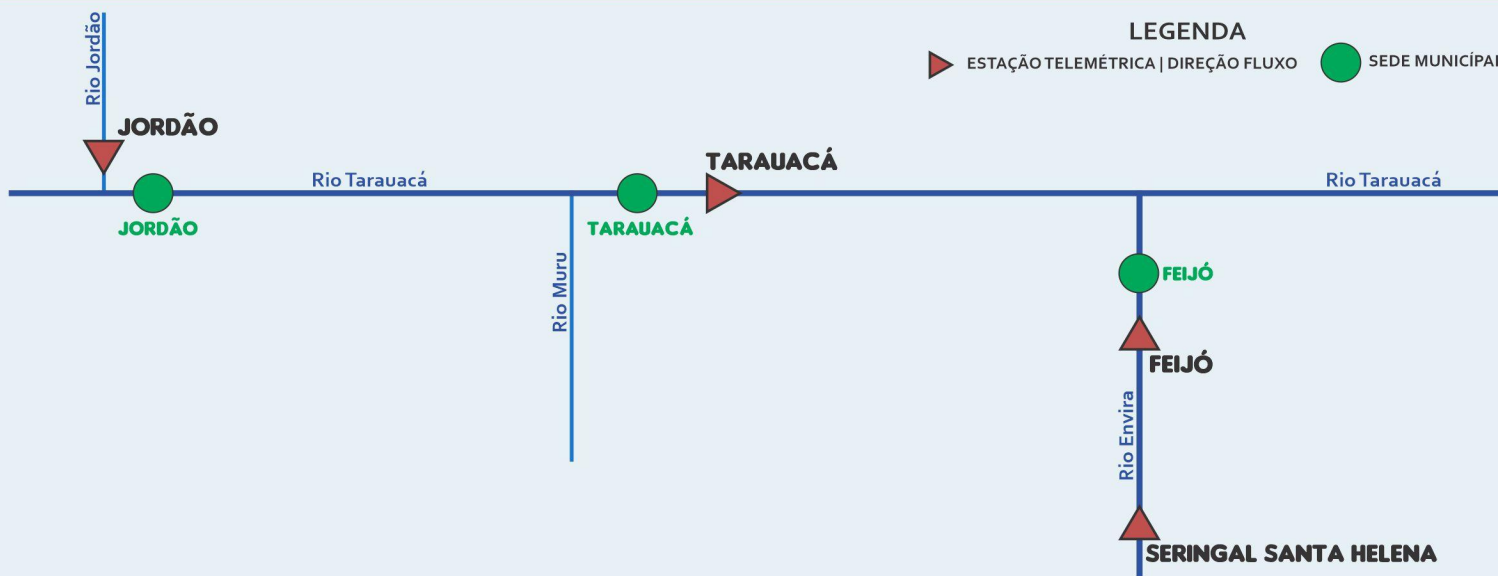 LEGENDA
ESTAÇÃO TELEMÉTRICA | DIREÇÃO FLUXO
SEDE MUNICÍPAL
Rio Jordão
JORDÃO
JORDÃO
Rio Tarauacá
TARAUACÁ
TARAUACÁ
Rio Tarauacá
Rio Muru
FEIJÓ
FEIJÓ
Rio Envira
SERINGAL SANTA HELENA